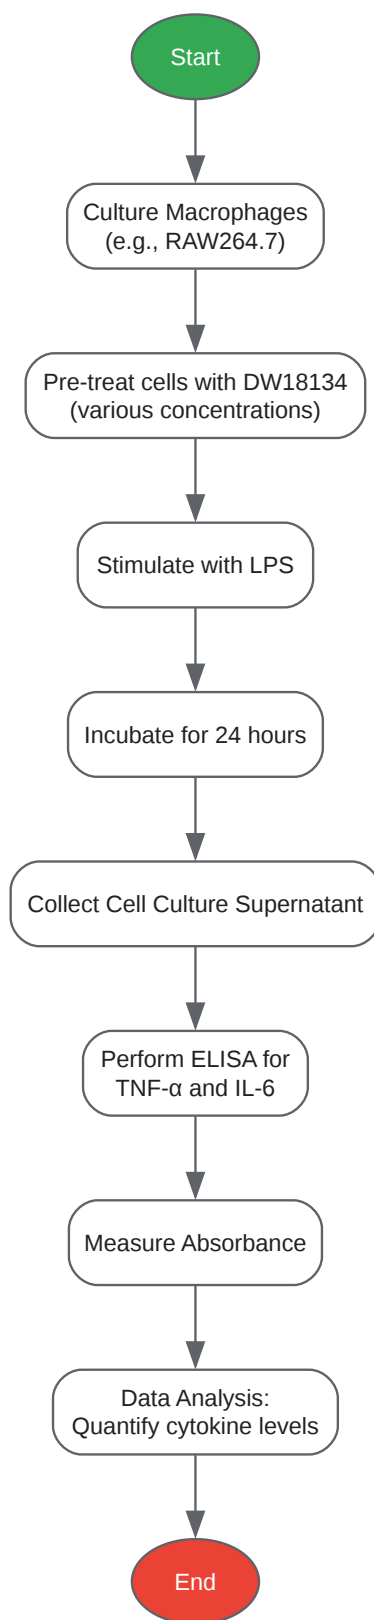 Start
Culture Macrophages
(e.g., RAW264.7)
Pre-treat cells with DW18134
(various concentrations)
Stimulate with LPS
Incubate for 24 hours
Collect Cell Culture Supernatant
Perform ELISA for
TNF-α and IL-6
Measure Absorbance
Data Analysis:
Quantify cytokine levels
End